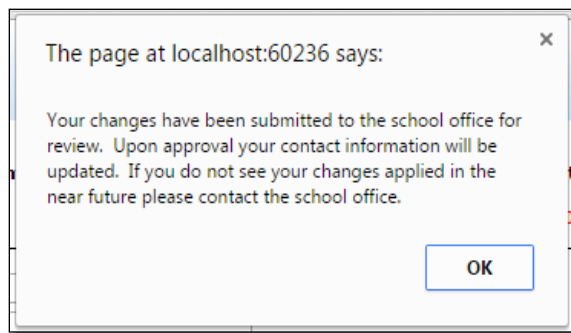 The page at localhost:60236 says:
Your changes have been submitted to the school office for
review.  Upon approval your contact information will be
updated.  If you do not see your changes applied in the
near future please contact the school office.
OK